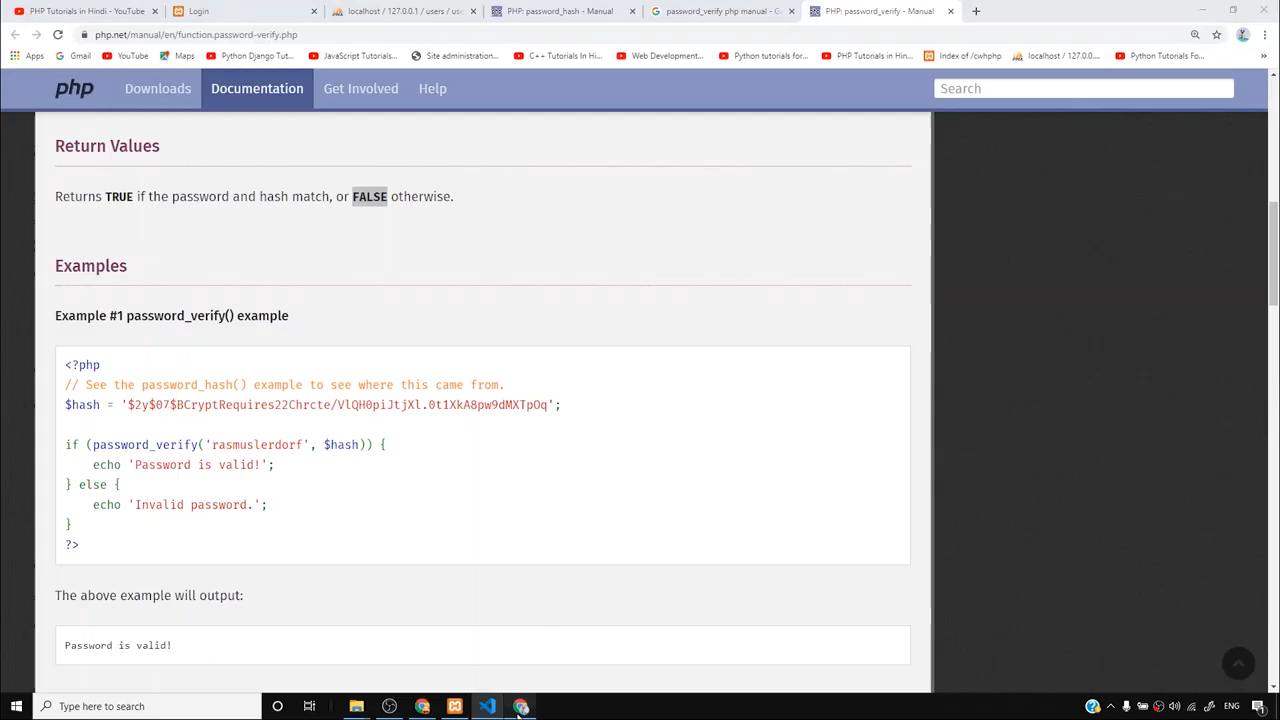 PHP Tutorials in Hindi - YouTube
Login
localhost / 127.0.0.1 / users / us
PHP: password_hash - Manual
password_verify php manual - Go
PHP: password_verify - Manual
php.net/manual/en/function.password-verify.php
Apps
Gmail
YouTube
Maps
Python Django Tut...
JavaScript Tutorials...
Site administration...
C++ Tutorials In Hi...
Web Development...
Python tutorials for...
PHP Tutorials in Hin...
Index of /cwhphp
localhost / 127.0.0....
Python Tutorials Fo...
php
Downloads
Documentation
Get Involved
Help
Search
Return Values
Returns TRUE if the password and hash match, or FALSE otherwise.
Examples
Example #1 password_verify() example
<?php
// See the password_hash() example to see where this came from.
$hash = '$2y$07$BCryptRequires22Chrcte/VlQH0piJtjXl.0t1XkA8pw9dMXTpOq';
if (password_verify('rasmuslerdorf', $hash)) {
echo 'Password is valid!';
} else {
echo 'Invalid password.';
}
?>
The above example will output:
Password is valid!
Type here to search
ENG